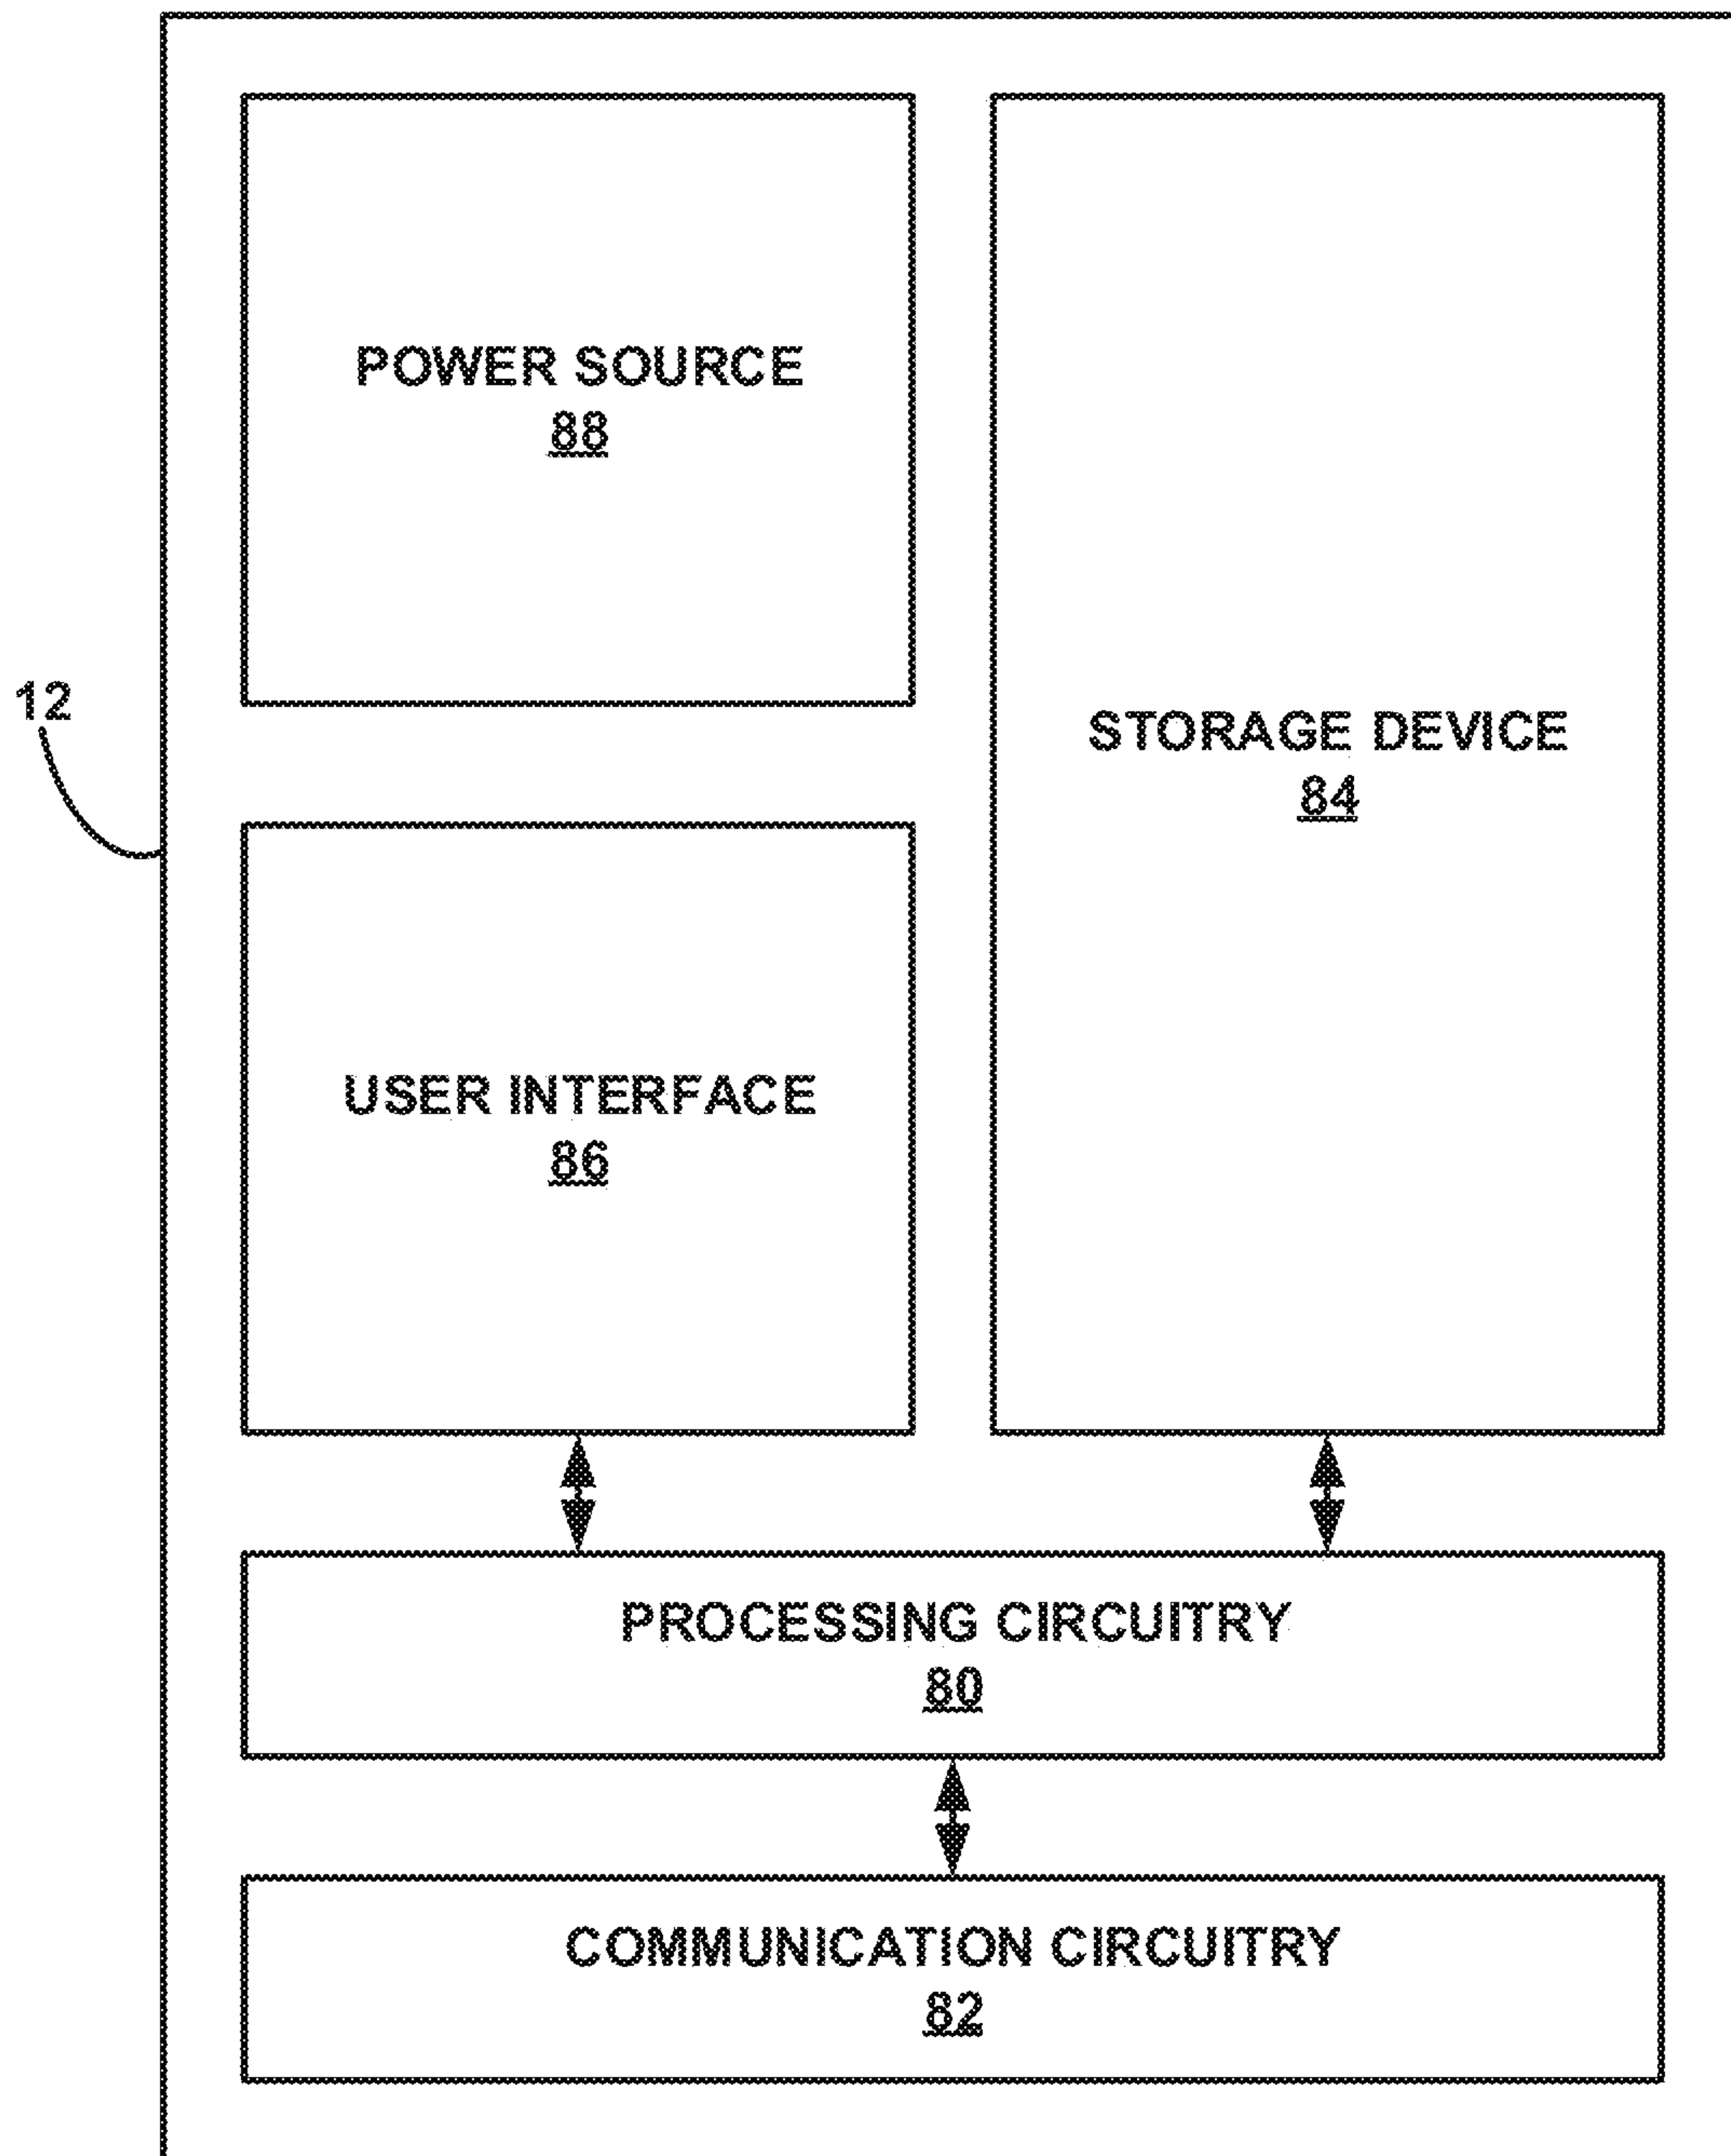 POWER SOURCE
88
STORAGE DEVICE
84
12
USER INTERFACE
86
PROCESSING CIRCUITRY
80
COMMUNICATION CIRCUITRY
82